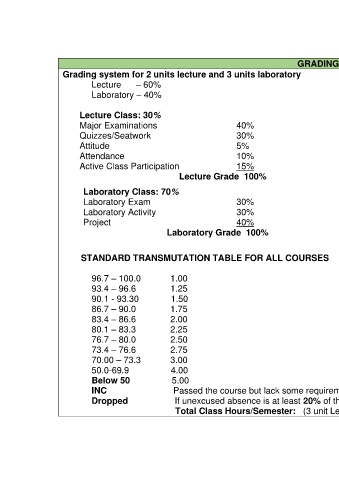 GRADING
Grading system for 2 units lecture and 3 units laboratory
Lecture – 60%
Laboratory – 40%
Lecture Class: 30%
Major Examinations 40%
Quizzes/Seatwork 30%
Attitude 5%
Attendance 10%
Active Class Participation 15%
Lecture Grade 100%
Laboratory Class: 70%
Laboratory Exam 30%
Laboratory Activity 30%
Project 40%
Laboratory Grade 100%
STANDARD TRANSMUTATION TABLE FOR ALL COURSES
96.7 – 100.0 1.00
93.4 – 96.6 1.25
90.1 - 93.30 1.50
86.7 – 90.0 1.75
83.4 – 86.6 2.00
80.1 – 83.3 2.25
76.7 – 80.0 2.50
73.4 – 76.6 2.75
70.00 – 73.3 3.00
50.0-69.9 4.00
Below 50 5.00
INC Passed the course but lack some requirem
Dropped If unexcused absence is at least 20% of th
Total Class Hours/Semester: (3 unit Le